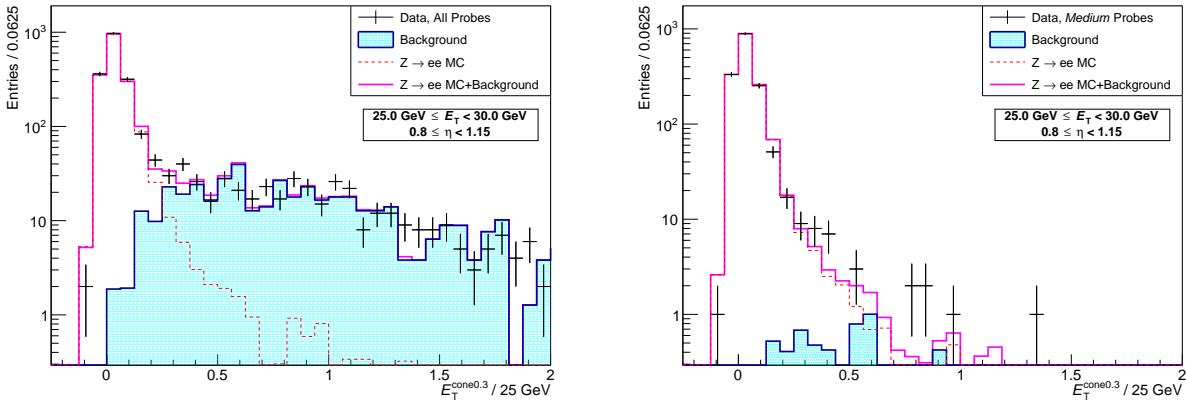 Entries / 0.0625
10³
10²
10
1
Data, All Probes
Background
Z → ee MC
Z → ee MC+Background
25.0 GeV ≤ E_T < 30.0 GeV
0.8 ≤ η < 1.15
0 0.5 1 1.5 2
E_T^cone0.3 / 25 GeV
Entries / 0.0625
10³
10²
10
1
Data, Medium Probes
Background
Z → ee MC
Z → ee MC+Background
25.0 GeV ≤ E_T < 30.0 GeV
0.8 ≤ η < 1.15
0 0.5 1 1.5 2
E_T^cone0.3 / 25 GeV